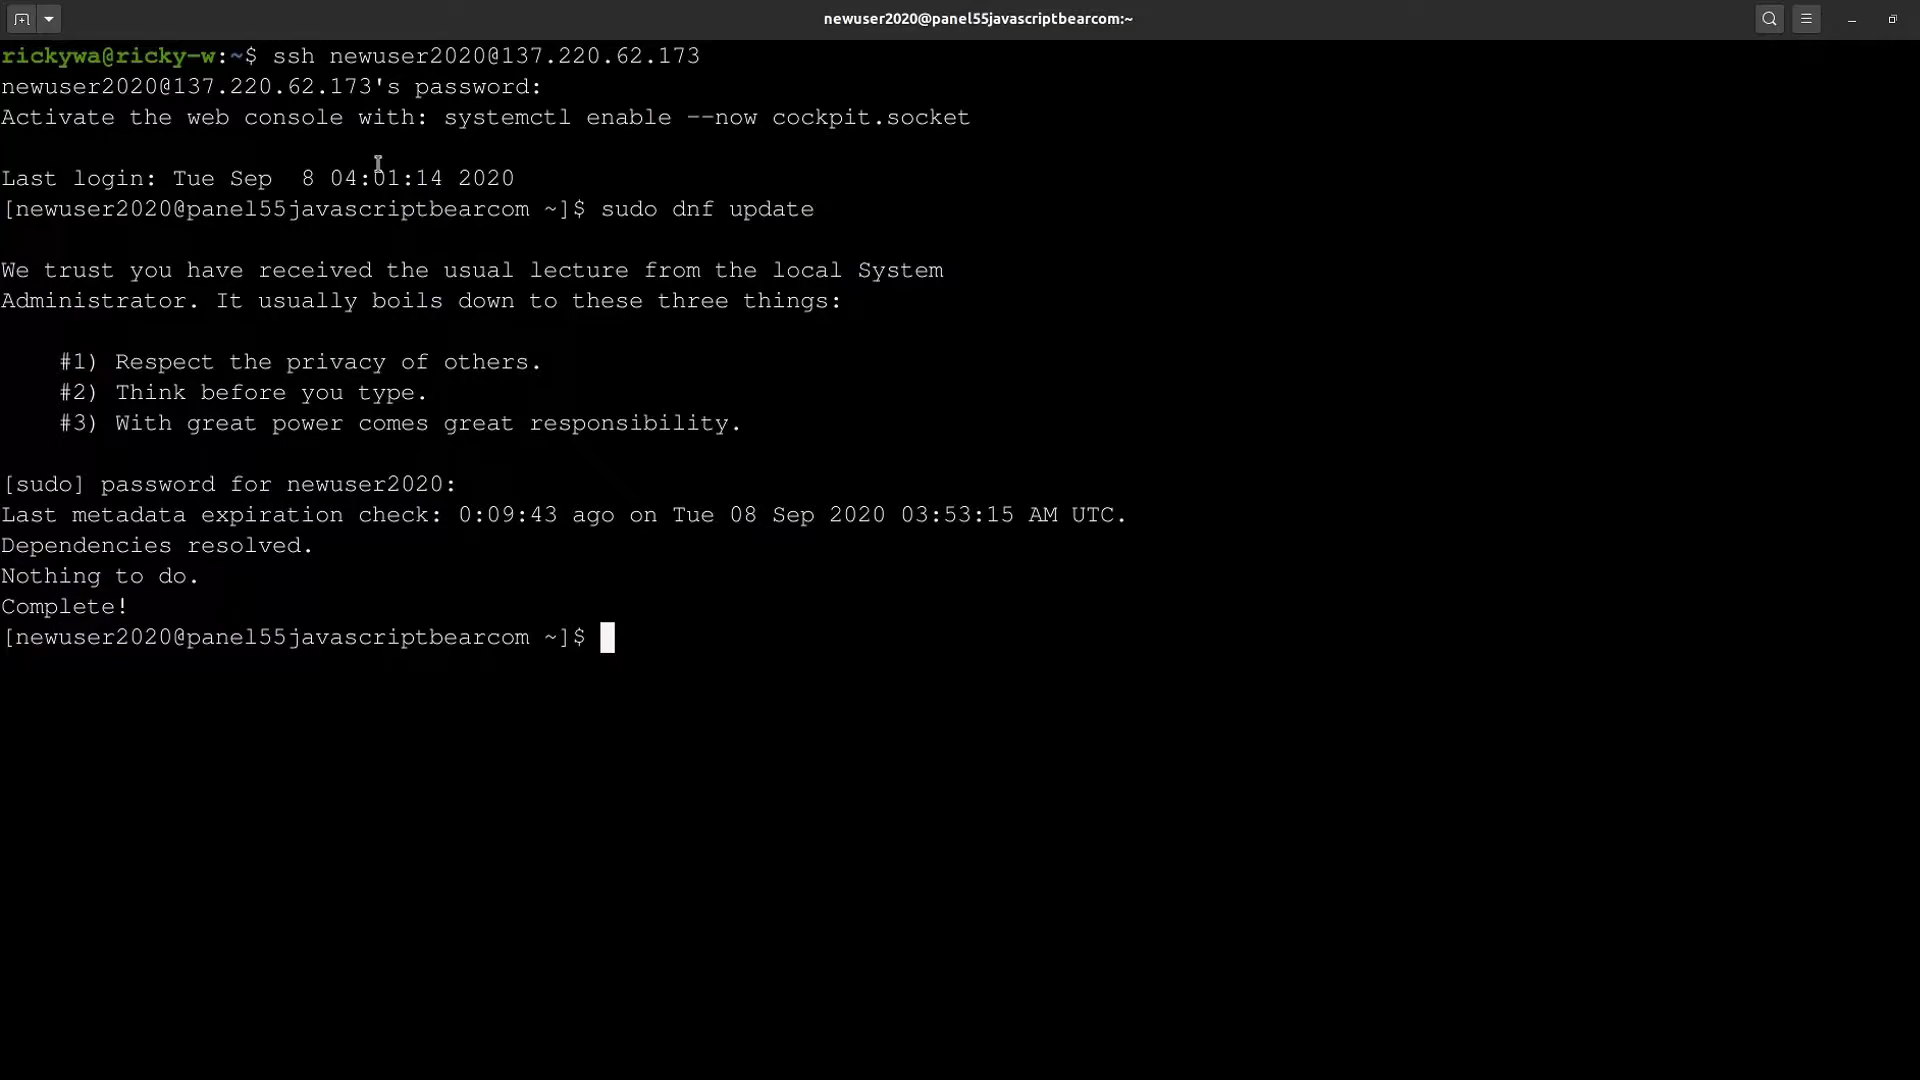 newuser2020@panel55javascriptbearcom:~
rickywa@ricky-w:~$ ssh newuser2020@137.220.62.173
newuser2020@137.220.62.173's password:
Activate the web console with: systemctl enable --now cockpit.socket
Last login: Tue Sep  8 04:01:14 2020
[newuser2020@panel55javascriptbearcom ~]$ sudo dnf update
We trust you have received the usual lecture from the local System
Administrator. It usually boils down to these three things:
    #1) Respect the privacy of others.
    #2) Think before you type.
    #3) With great power comes great responsibility.
[sudo] password for newuser2020:
Last metadata expiration check: 0:09:43 ago on Tue 08 Sep 2020 03:53:15 AM UTC.
Dependencies resolved.
Nothing to do.
Complete!
[newuser2020@panel55javascriptbearcom ~]$